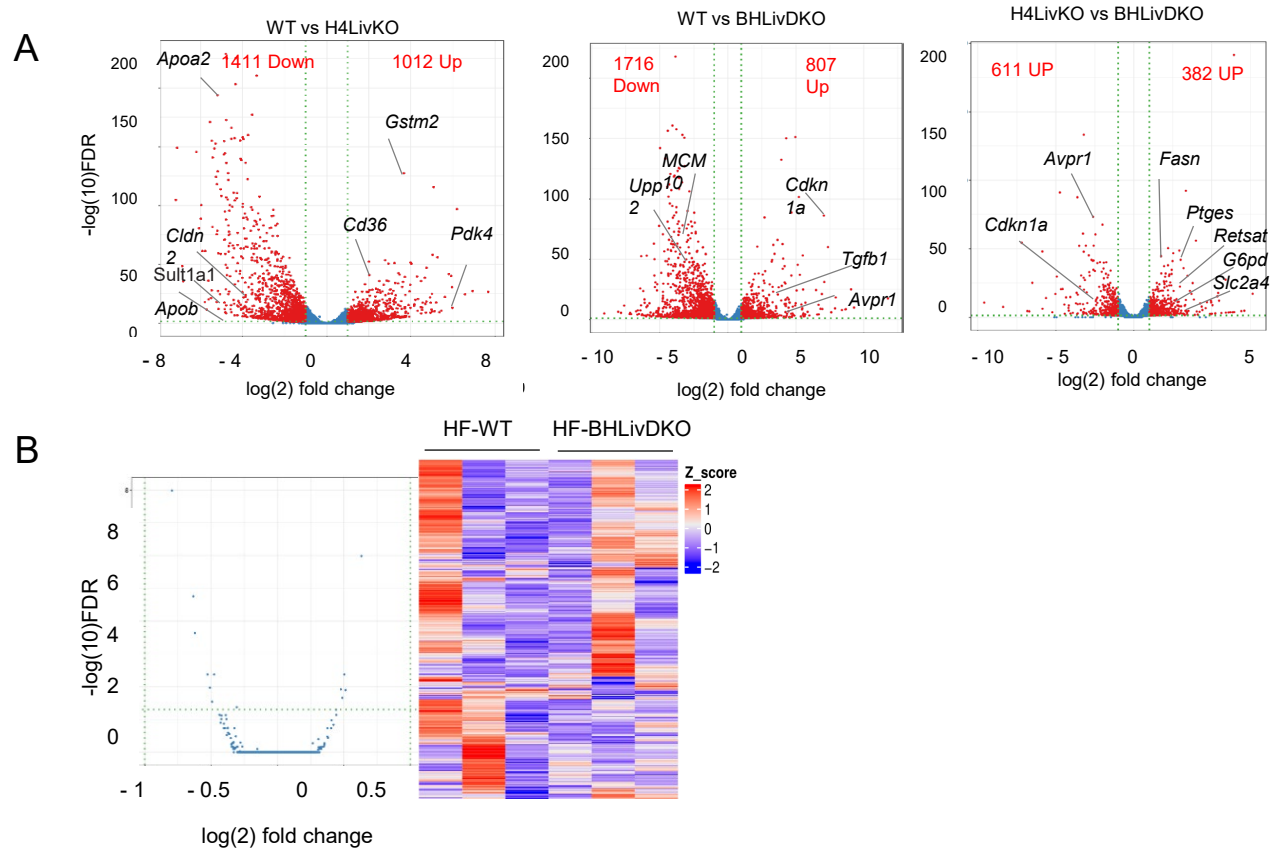 A
WT vs H4LivKO
WT vs BHLivDKO
H4LivKO vs BHLivDKO
-log(10)FDR
200
150
100
50
0
Apoa2
1411 Down
1012 Up
Gstm2
Cd36
Pdk4
Cldn
2
Sult1a1
Apob
- 8
- 4
0
4
8
log(2) fold change
200
150
100
50
0
1716
Down
807
Up
MCM
10
Upp
2
Cdkn
1a
Tgfb1
Avpr1
- 10
- 5
0
5
10
log(2) fold change
200
150
100
50
0
611 UP
382 UP
Avpr1
Fasn
Cdkn1a
Ptges
Retsat
G6pd
Slc2a4
- 10
0
5
log(2) fold change
B
-log(10)FDR
8
6
4
2
0
- 1
- 0.5
0
0.5
log(2) fold change
HF-WT
HF-BHLivDKO
Z_score
2
1
0
−1
−2